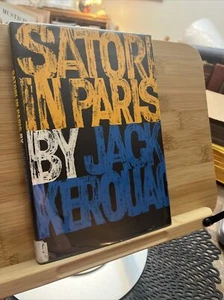 SATORI
IN PARIS
BY JACK
KEROUAC